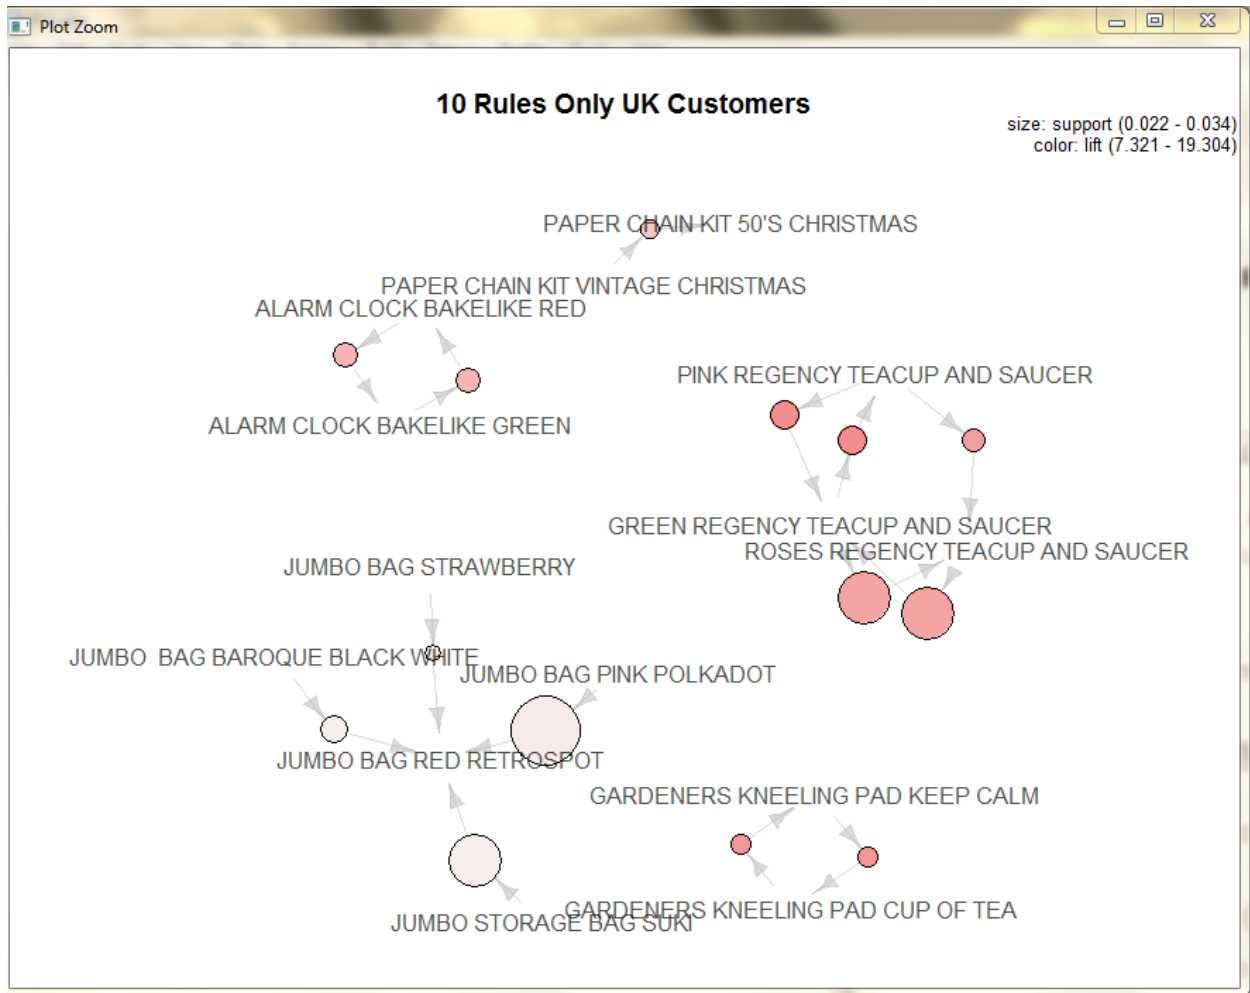 Plot Zoom
10 Rules Only UK Customers
size: support (0.022 - 0.034)
color: lift (7.321 - 19.304)
PAPER CHAIN KIT 50'S CHRISTMAS
PAPER CHAIN KIT VINTAGE CHRISTMAS
ALARM CLOCK BAKELIKE RED
PINK REGENCY TEACUP AND SAUCER
ALARM CLOCK BAKELIKE GREEN
GREEN REGENCY TEACUP AND SAUCER
ROSES REGENCY TEACUP AND SAUCER
JUMBO BAG STRAWBERRY
JUMBO  BAG BAROQUE BLACK WHITE
JUMBO BAG PINK POLKADOT
JUMBO BAG RED RETROSPOT
GARDENERS KNEELING PAD KEEP CALM
GARDENERS KNEELING PAD CUP OF TEA
JUMBO STORAGE BAG SUKI